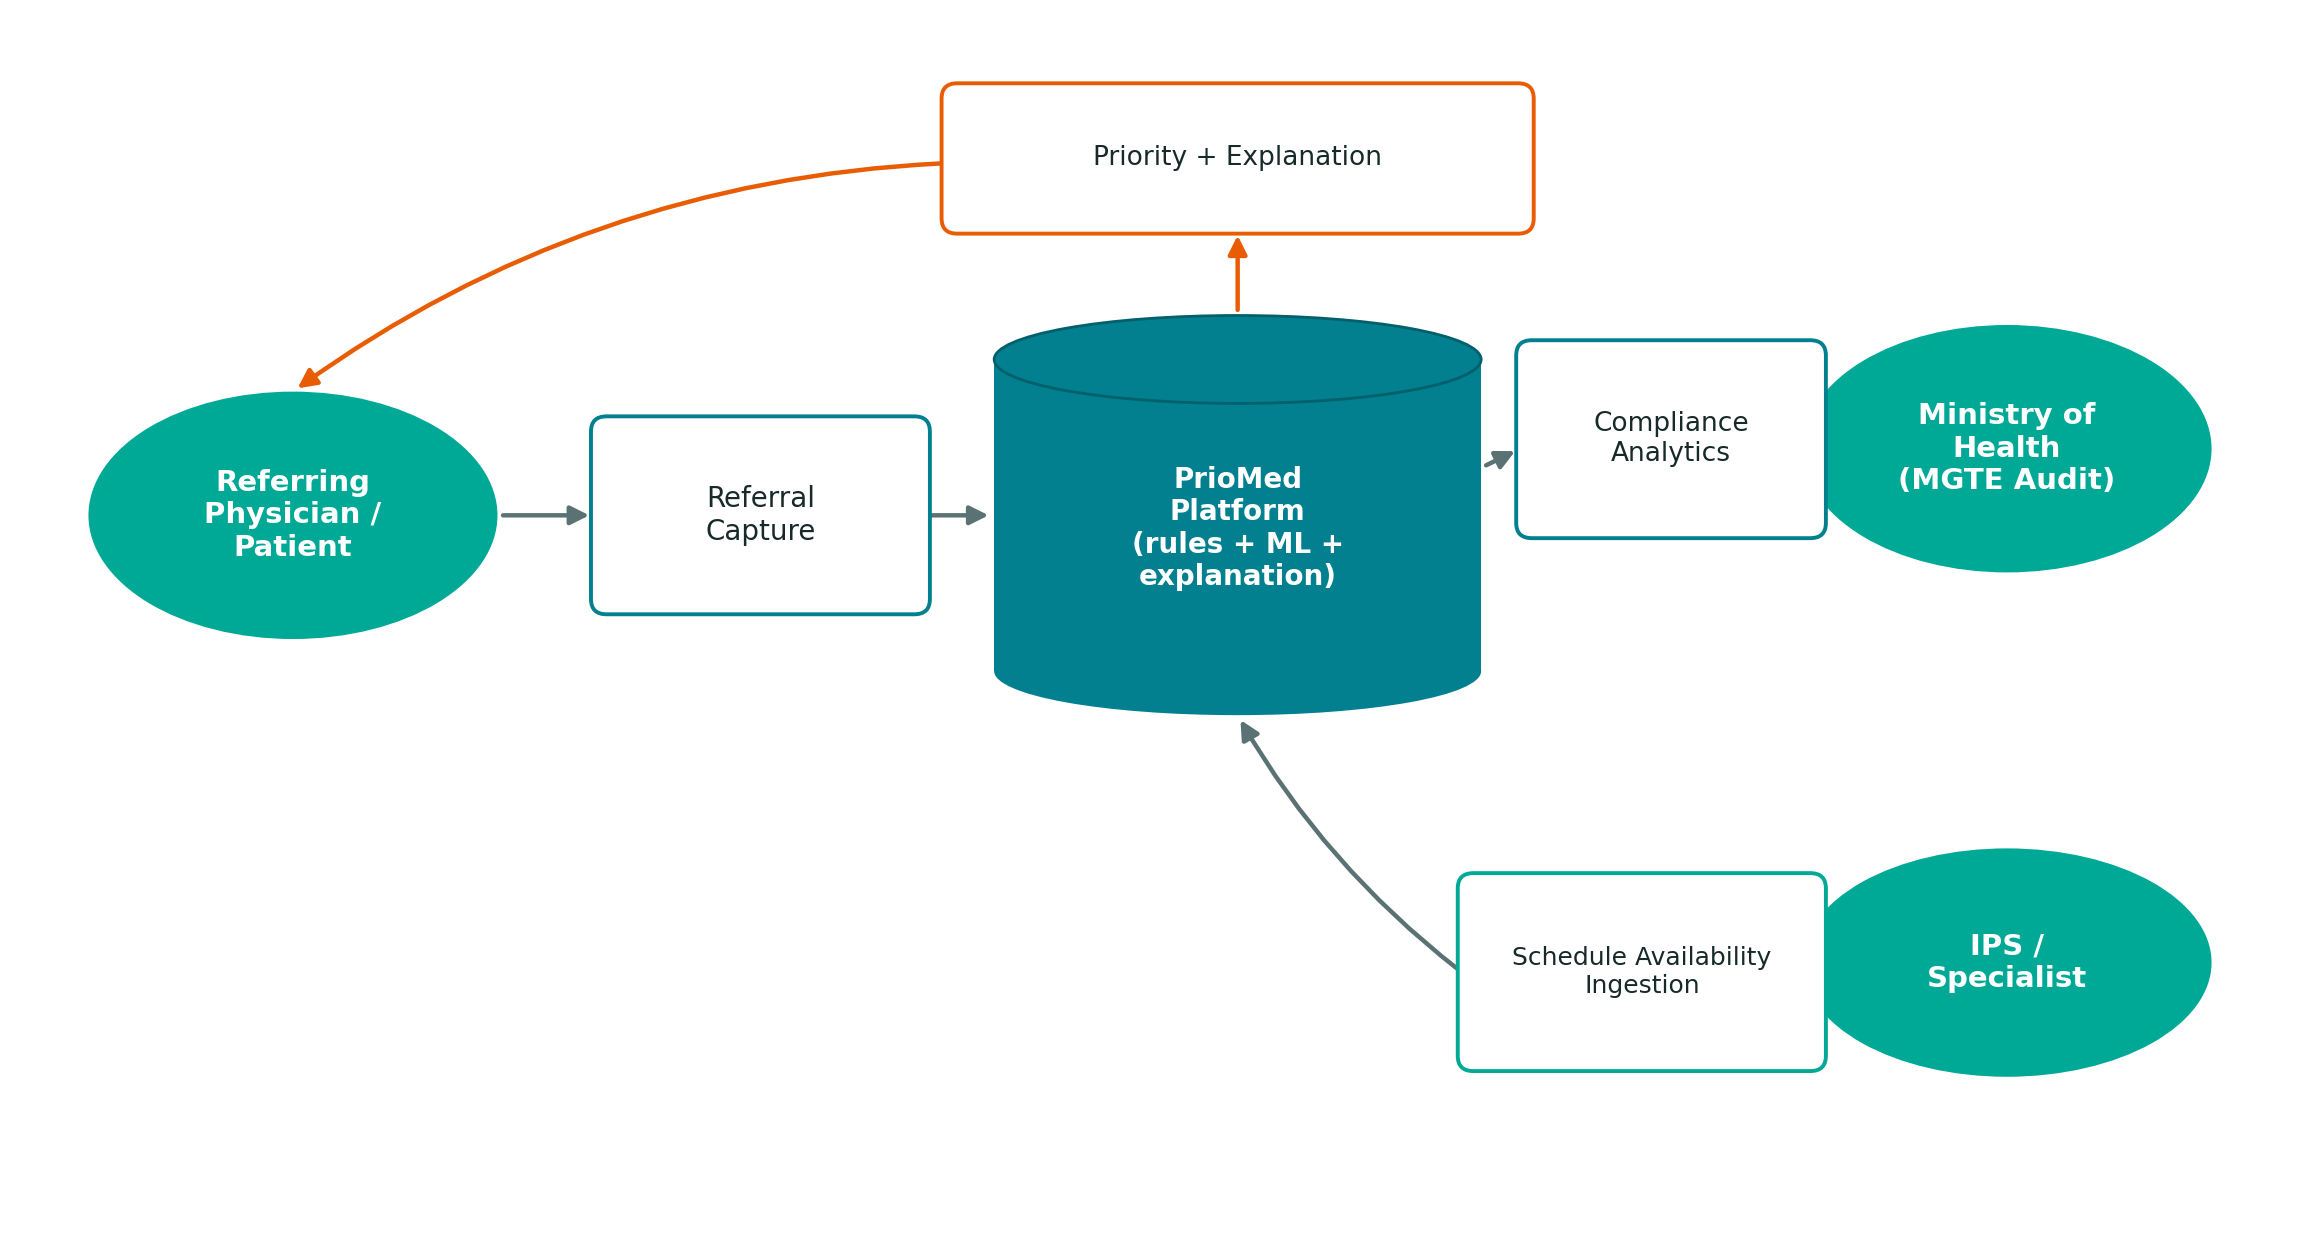 Priority + Explanation
Referring
Physician /
Patient
Referral
Capture
PrioMed
Platform
(rules + ML +
explanation)
Compliance
Analytics
Ministry of
Health
(MGTE Audit)
Schedule Availability
Ingestion
IPS /
Specialist